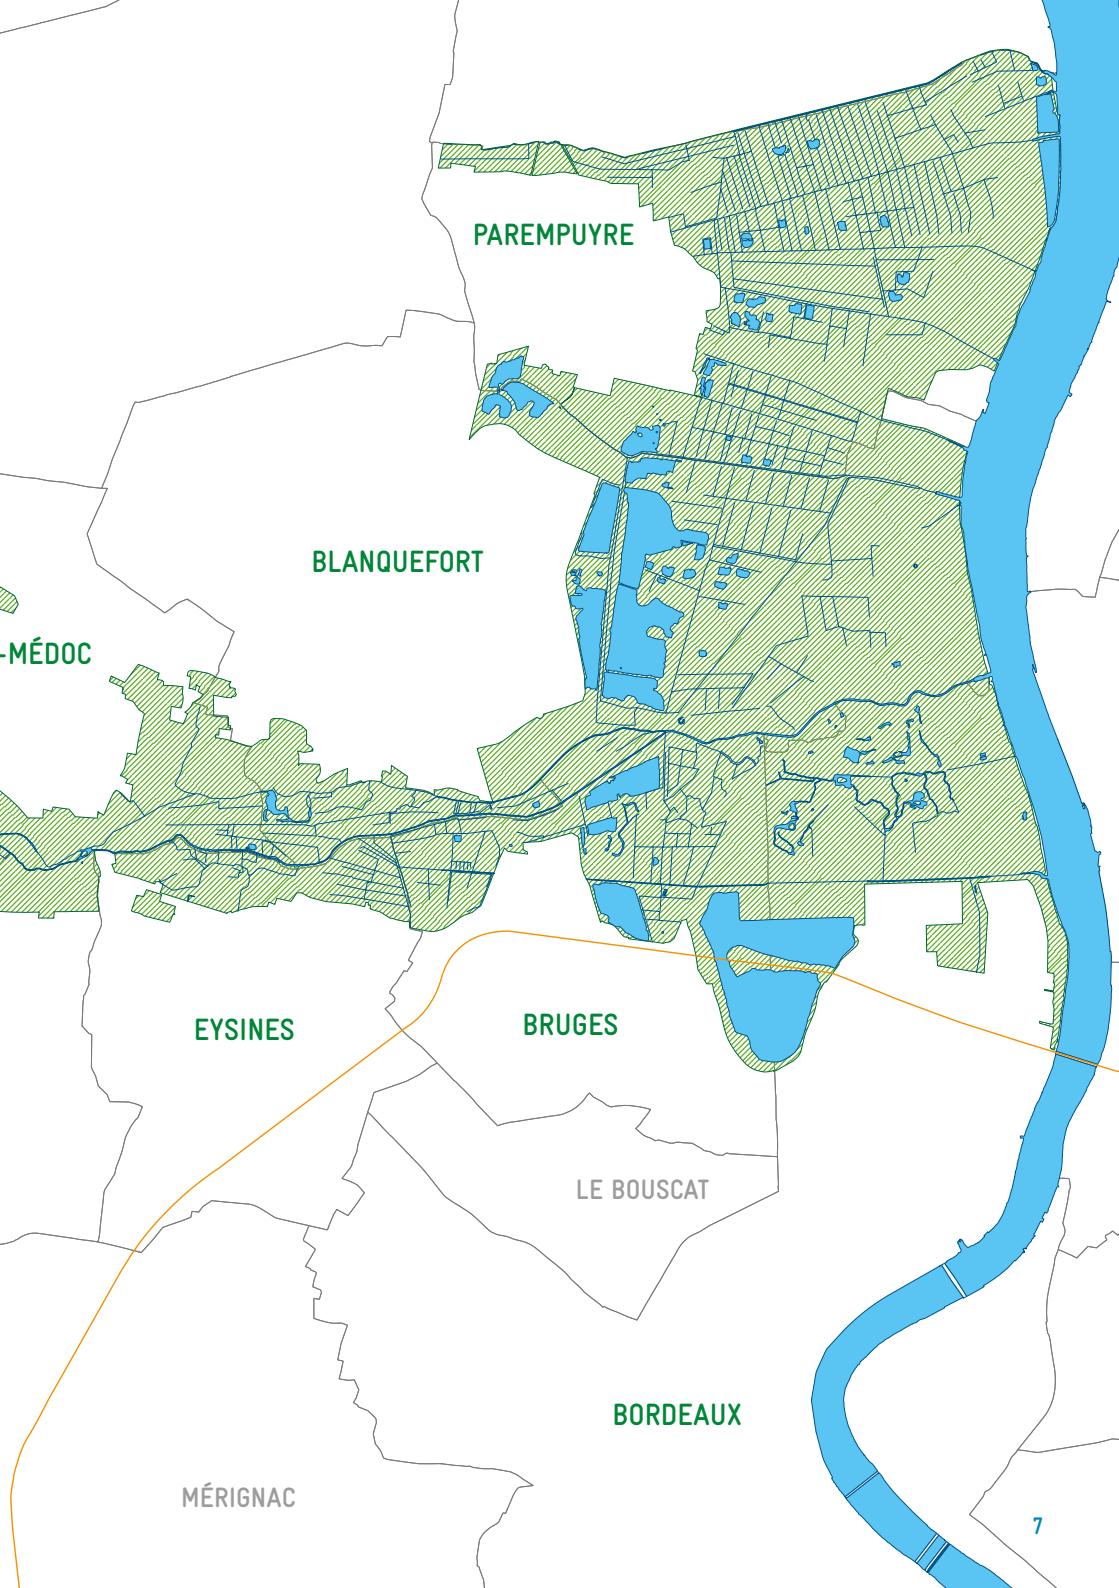 PAREMPUYRE
BLANQUEFORT
-MÉDOC
EYSINES
BRUGES
LE BOUSCAT
BORDEAUX
MÉRIGNAC
7